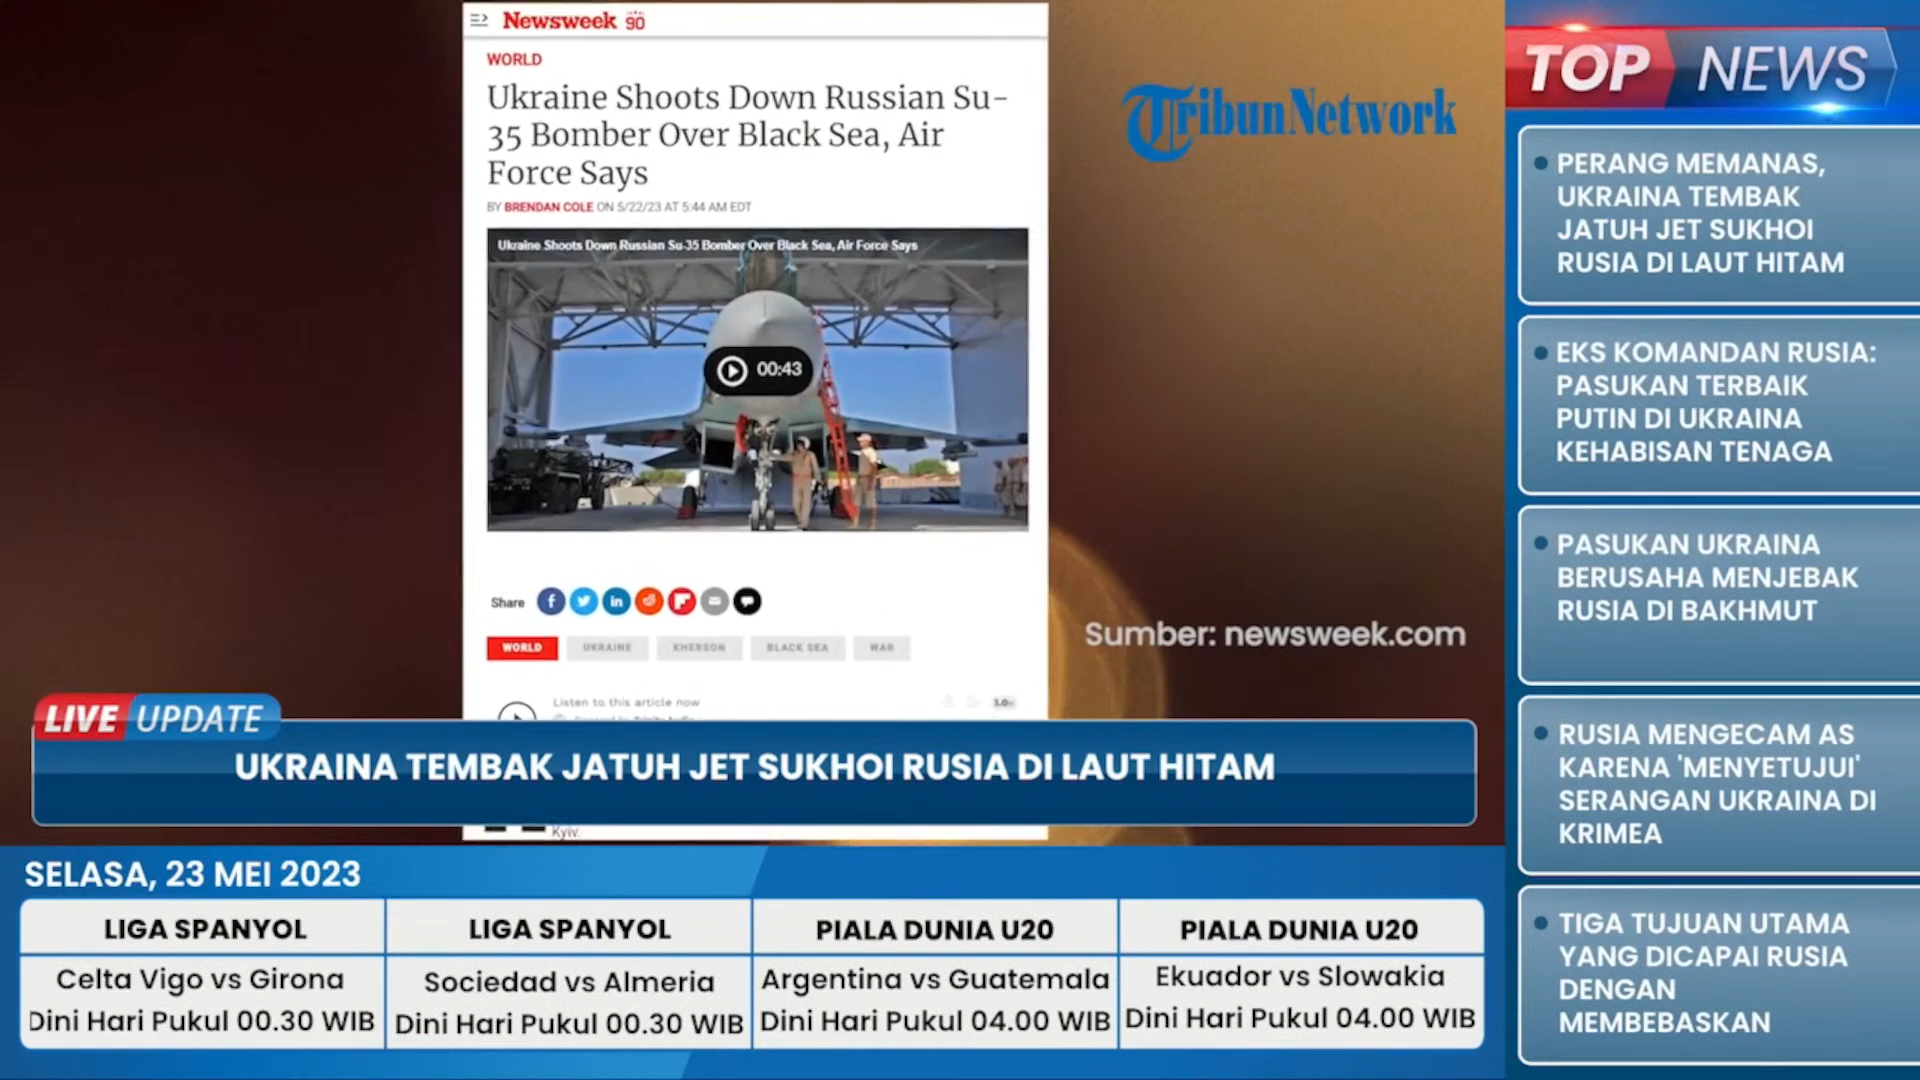 Newsweek 90
WORLD
Ukraine Shoots Down Russian Su-
35 Bomber Over Black Sea, Air
Force Says
BY BRENDAN COLE ON 5/22/23 AT 5:44 AM EDT
Ukraine Shoots Down Russian Su-35 Bomber Over Black Sea, Air Force Says
00:43
Share
WORLD UKRAINE KHERSON BLACK SEA WAR
Listen to this article now
1.0x
Kyiv.
TribunNetwork
Sumber: newsweek.com
LIVE UPDATE
UKRAINA TEMBAK JATUH JET SUKHOI RUSIA DI LAUT HITAM
SELASA, 23 MEI 2023
LIGA SPANYOL
Celta Vigo vs Girona
Dini Hari Pukul 00.30 WIB
LIGA SPANYOL
Sociedad vs Almeria
Dini Hari Pukul 00.30 WIB
PIALA DUNIA U20
Argentina vs Guatemala
Dini Hari Pukul 04.00 WIB
PIALA DUNIA U20
Ekuador vs Slowakia
Dini Hari Pukul 04.00 WIB
TOP NEWS
PERANG MEMANAS,
UKRAINA TEMBAK
JATUH JET SUKHOI
RUSIA DI LAUT HITAM
EKS KOMANDAN RUSIA:
PASUKAN TERBAIK
PUTIN DI UKRAINA
KEHABISAN TENAGA
PASUKAN UKRAINA
BERUSAHA MENJEBAK
RUSIA DI BAKHMUT
RUSIA MENGECAM AS
KARENA 'MENYETUJUI'
SERANGAN UKRAINA DI
KRIMEA
TIGA TUJUAN UTAMA
YANG DICAPAI RUSIA
DENGAN
MEMBEBASKAN